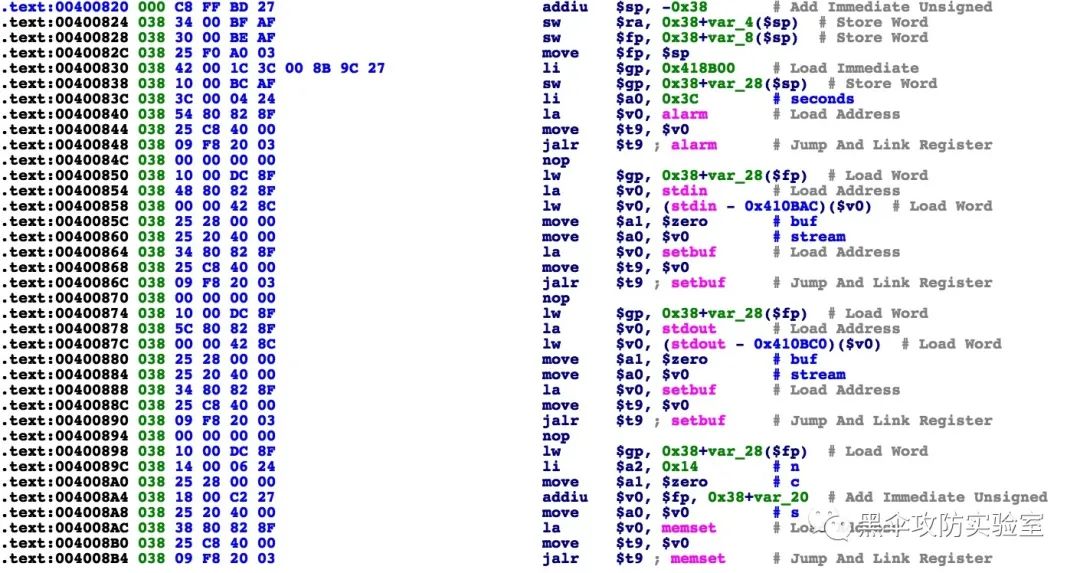 .text:00400820 000 C8 FF BD 27 addiu $sp, -0x38 # Add Immediate Unsigned
.text:00400824 038 34 00 BF AF sw $ra, 0x38+var_4($sp) # Store Word
.text:00400828 038 30 00 BE AF sw $fp, 0x38+var_8($sp) # Store Word
.text:0040082C 038 25 F0 A0 03 move $fp, $sp
.text:00400830 038 42 00 1C 3C 00 8B 9C 27 li $gp, 0x418B00 # Load Immediate
.text:00400838 038 10 00 BC AF sw $gp, 0x38+var_28($sp) # Store Word
.text:0040083C 038 3C 00 04 24 li $a0, 0x3C # seconds
.text:00400840 038 54 80 82 8F la $v0, alarm # Load Address
.text:00400844 038 25 C8 40 00 move $t9, $v0
.text:00400848 038 09 F8 20 03 jalr $t9 ; alarm # Jump And Link Register
.text:0040084C 038 00 00 00 00 nop
.text:00400850 038 10 00 DC 8F lw $gp, 0x38+var_28($fp) # Load Word
.text:00400854 038 48 80 82 8F la $v0, stdin # Load Address
.text:00400858 038 00 00 42 8C lw $v0, (stdin - 0x410BAC)($v0) # Load Word
.text:0040085C 038 25 28 00 00 move $a1, $zero # buf
.text:00400860 038 25 20 40 00 move $a0, $v0 # stream
.text:00400864 038 34 80 82 8F la $v0, setbuf # Load Address
.text:00400868 038 25 C8 40 00 move $t9, $v0
.text:0040086C 038 09 F8 20 03 jalr $t9 ; setbuf # Jump And Link Register
.text:00400870 038 00 00 00 00 nop
.text:00400874 038 10 00 DC 8F lw $gp, 0x38+var_28($fp) # Load Word
.text:00400878 038 5C 80 82 8F la $v0, stdout # Load Address
.text:0040087C 038 00 00 42 8C lw $v0, (stdout - 0x410BC0)($v0) # Load Word
.text:00400880 038 25 28 00 00 move $a1, $zero # buf
.text:00400884 038 25 20 40 00 move $a0, $v0 # stream
.text:00400888 038 34 80 82 8F la $v0, setbuf # Load Address
.text:0040088C 038 25 C8 40 00 move $t9, $v0
.text:00400890 038 09 F8 20 03 jalr $t9 ; setbuf # Jump And Link Register
.text:00400894 038 00 00 00 00 nop
.text:00400898 038 10 00 DC 8F lw $gp, 0x38+var_28($fp) # Load Word
.text:0040089C 038 14 00 06 24 li $a2, 0x14 # n
.text:004008A0 038 25 28 00 00 move $a1, $zero # c
.text:004008A4 038 18 00 C2 27 addiu $v0, $fp, 0x38+var_20 # Add Immediate Unsigned
.text:004008A8 038 25 20 40 00 move $a0, $v0 # s
.text:004008AC 038 38 80 82 8F la $v0, memset #
.text:004008B0 038 25 C8 40 00 move $t9, $v0
.text:004008B4 038 09 F8 20 03 jalr $t9 ; memset # Jump And Link Register
黑伞攻防实验室